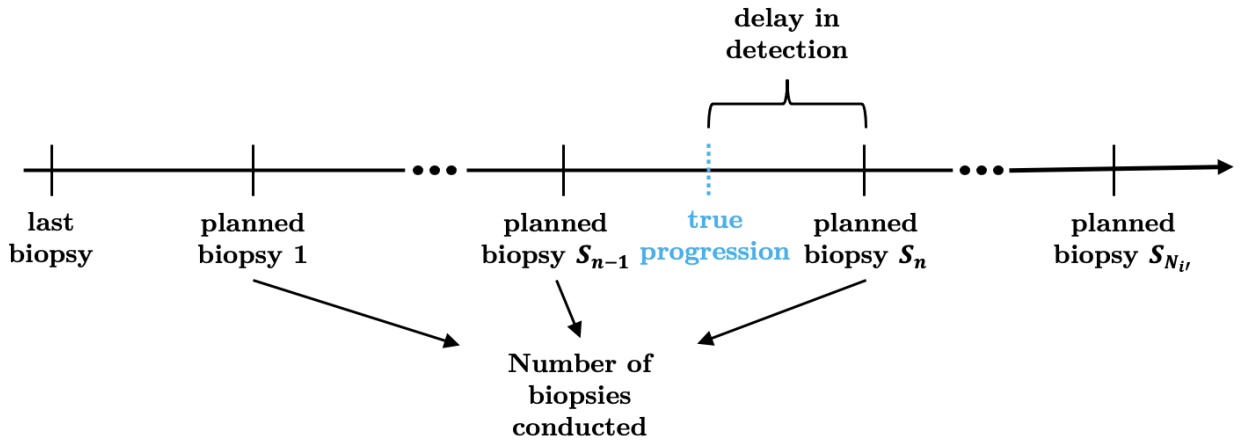 delay in
detection
last
biopsy
planned
biopsy 1
planned
biopsy S_{n−1}
true
progression
planned
biopsy S_n
planned
biopsy S_{N_{i′}}
Number of
biopsies
conducted